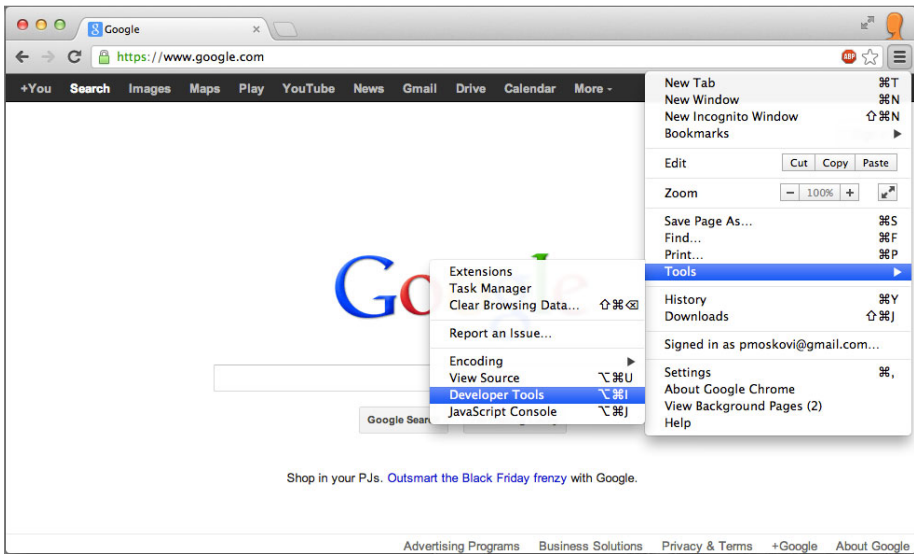 Google
https://www.google.com
ABP
+You Search Images Maps Play YouTube News Gmail Drive Calendar More
New Tab ⌘T
New Window ⌘N
New Incognito Window ⇧⌘N
Bookmarks ▶
Edit Cut Copy Paste
Zoom − 100% +
Save Page As... ⌘S
Find... ⌘F
Print... ⌘P
Tools ▶
History ⌘Y
Downloads ⇧⌘J
Signed in as pmoskovi@gmail.com...
Settings ⌘,
About Google Chrome
View Background Pages (2)
Help
Extensions
Task Manager
Clear Browsing Data... ⇧⌘⌫
Report an Issue...
Encoding ▶
View Source ⌥⌘U
Developer Tools ⌥⌘I
JavaScript Console ⌥⌘J
Google
Google
Shop in your PJs. Outsmart the Black Friday frenzy with Google.
Advertising Programs Business Solutions Privacy & Terms +Google About Google